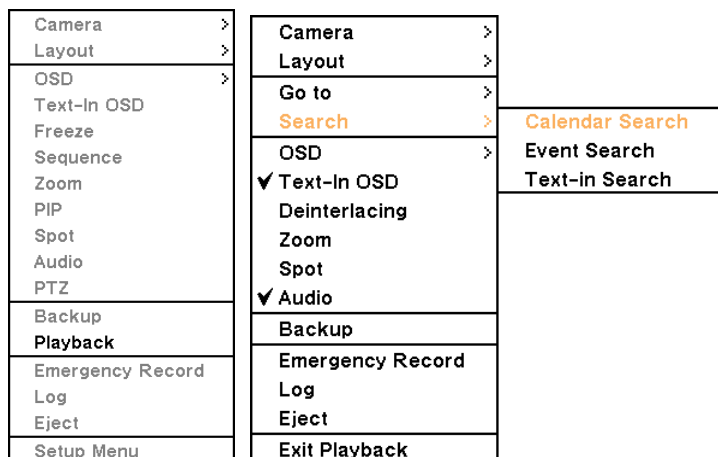 Camera >
Layout >
OSD >
Text-In OSD
Freeze
Sequence
Zoom
PIP
Spot
Audio
PTZ
Backup
Playback
Emergency Record
Log
Eject
Setup Menu
Camera >
Layout >
Go to >
Search >
OSD >
✓ Text-In OSD
Deinterlacing
Zoom
Spot
✓ Audio
Backup
Emergency Record
Log
Eject
Exit Playback
Calendar Search
Event Search
Text-in Search